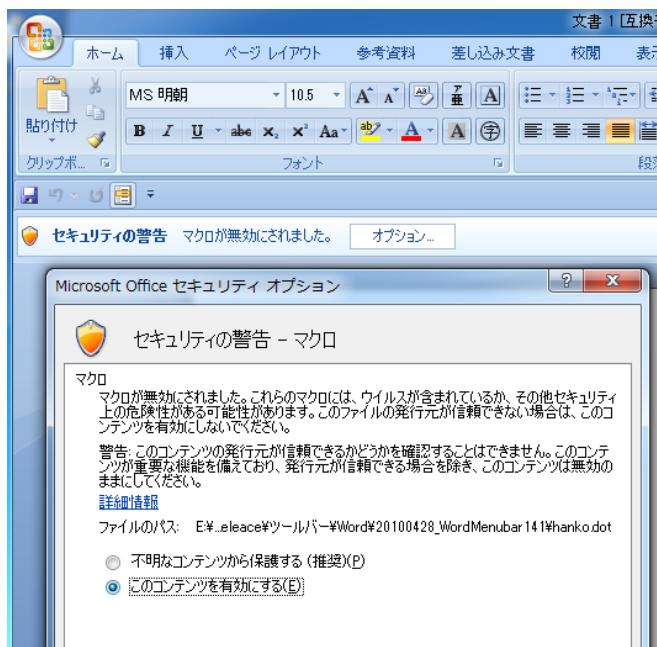 文書 1 [互換
ホーム 挿入 ページ レイアウト 参考資料 差し込み文書 校閲 表示
MS 明朝 10.5
貼り付け
B I U abc x₂ x² Aa
クリップボ... フォント 段
セキュリティの警告 マクロが無効にされました。 オプション...
Microsoft Office セキュリティ オプション
セキュリティの警告 - マクロ
マクロ
マクロが無効にされました。これらのマクロには、ウイルスが含まれているか、その他セキュリティ
上の危険性がある可能性があります。このファイルの発行元が信頼できない場合は、このコ
ンテンツを有効にしないでください。
警告: このコンテンツの発行元が信頼できるかどうかを確認することはできません。このコンテ
ンツが重要な機能を備えており、発行元が信頼できる場合を除き、このコンテンツは無効の
ままにしてください。
詳細情報
ファイルのパス: E:¥...eleace¥ツールバー¥Word¥20100428_WordMenubar141¥hanko.dot
不明なコンテンツから保護する (推奨)(P)
このコンテンツを有効にする(E)